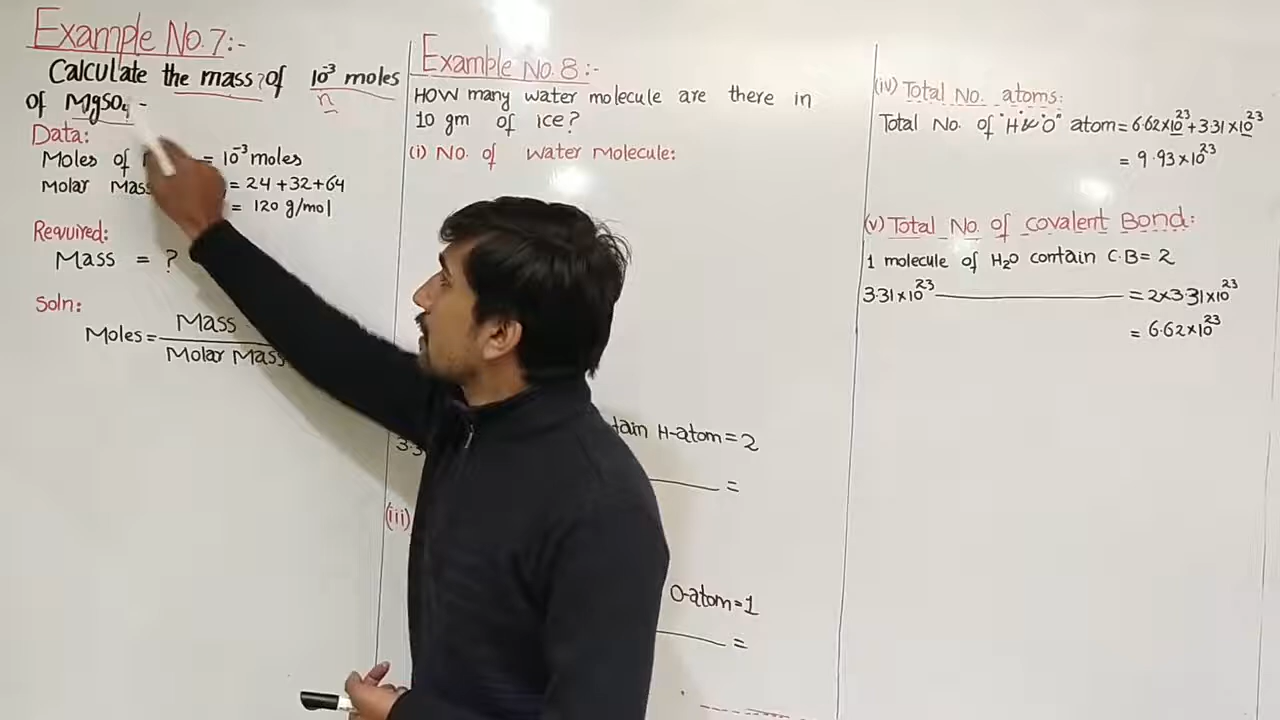 Example No.7:-
Calculate the mass? of 10⁻³ moles
n
of MgSO₄ -
Data:
Moles of = 10⁻³ moles
Molar Mass = 24+32+64
= 120 g/mol
Required:
Mass = ?
Soln:
Moles = Mass
Molar Mass
Examble No.8:-
HOW many water molecule are there in
10 gm of ice?
(i) NO. of water Molecule:
H-atom=2
=
(iii)
O-atom=1
=
(iv) Total No. atoms:
Total No. of "H & O" atom = 6.62×10²³ + 3.31×10²³
= 9.93×10²³
(v) Total No. of covalent Bond:
1 molecule of H₂O contain C.B = 2
3.31×10²³ = 2×3.31×10²³
= 6.62×10²³